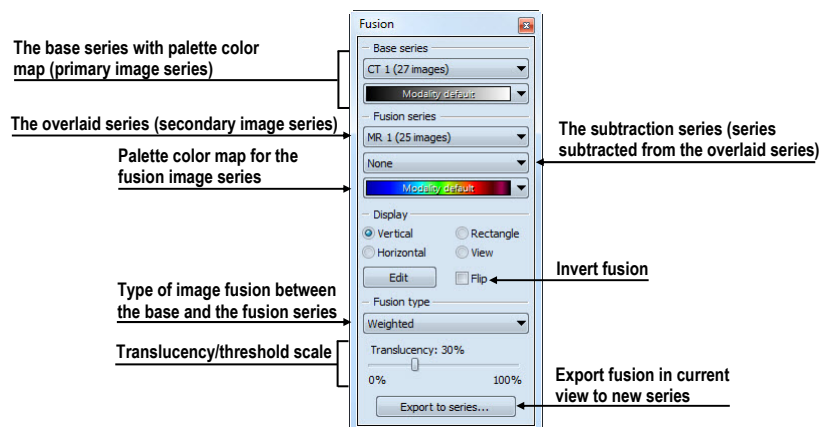 Fusion
Base series
The base series with palette color
map (primary image series)
CT 1 (27 images)
Modality default
Fusion series
The overlaid series (secondary image series)
MR 1 (25 images)
The subtraction series (series
subtracted from the overlaid series)
None
Palette color map for the
fusion image series
Modality default
Display
Vertical
Rectangle
Horizontal
View
Edit
Flip
Invert fusion
Fusion type
Type of image fusion between
the base and the fusion series
Weighted
Translucency/threshold scale
Translucency: 30%
0%
100%
Export to series...
Export fusion in current
view to new series